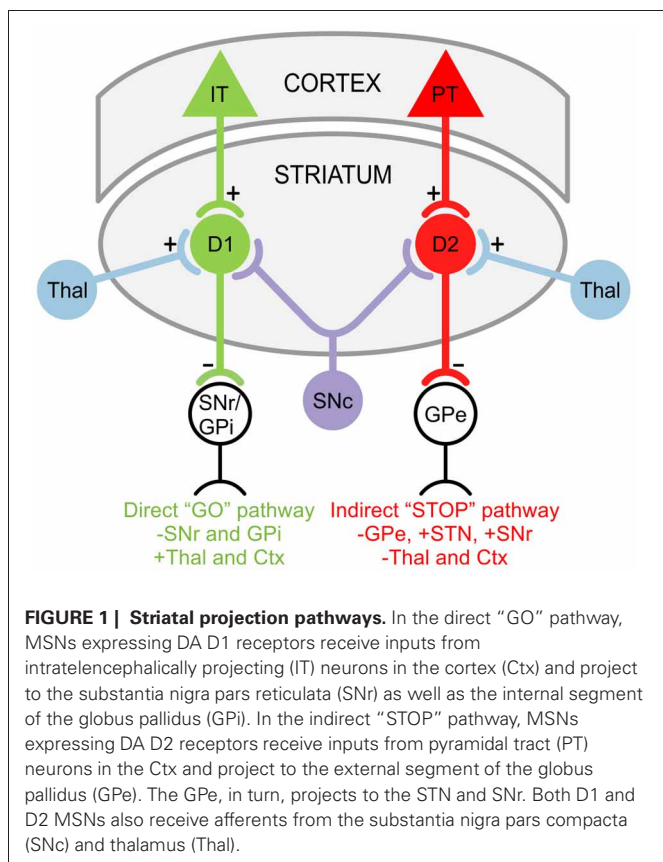 CORTEX
IT
PT
STRIATUM
+
+
D1
D2
+
+
Thal
Thal
-
-
SNr/
GPi
SNc
GPe
Direct “GO” pathway
-SNr and GPi
+Thal and Ctx
Indirect “STOP” pathway
-GPe, +STN, +SNr
-Thal and Ctx
FIGURE 1 | Striatal projection pathways. In the direct “GO” pathway,
MSNs expressing DA D1 receptors receive inputs from
intratelencephalically projecting (IT) neurons in the cortex (Ctx) and project
to the substantia nigra pars reticulata (SNr) as well as the internal segment
of the globus pallidus (GPi). In the indirect “STOP” pathway, MSNs
expressing DA D2 receptors receive inputs from pyramidal tract (PT)
neurons in the Ctx and project to the external segment of the globus
pallidus (GPe). The GPe, in turn, projects to the STN and SNr. Both D1 and
D2 MSNs also receive afferents from the substantia nigra pars compacta
(SNc) and thalamus (Thal).